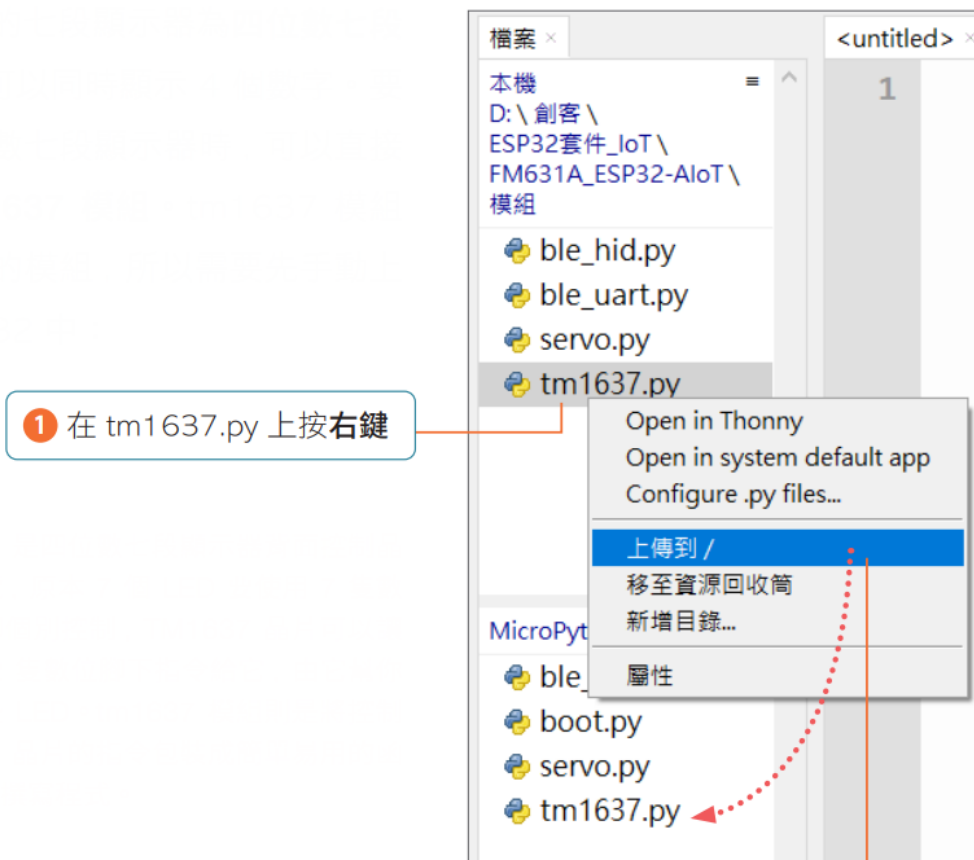 檔案 ×
<untitled> ×
本機
D: \ 創客 \
ESP32套件_IoT \
FM631A_ESP32-AIoT \
模組
1
ble_hid.py
ble_uart.py
servo.py
tm1637.py
1 在 tm1637.py 上按右鍵
Open in Thonny
Open in system default app
Configure .py files...
上傳到 /
移至資源回收筒
新增目錄...
屬性
MicroPyt
ble_
boot.py
servo.py
tm1637.py